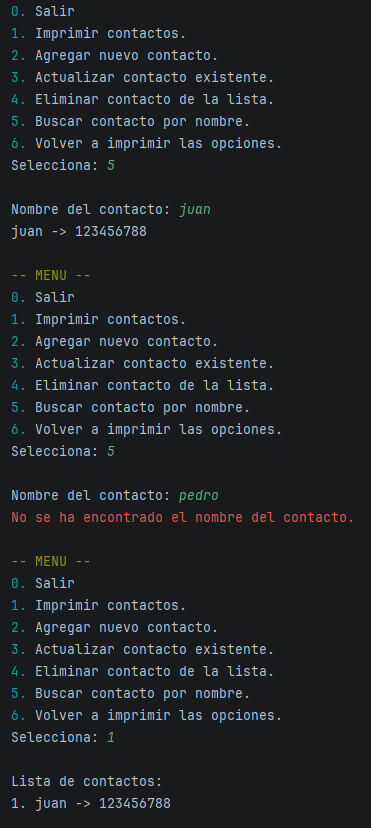 0. Salir
1. Imprimir contactos.
2. Agregar nuevo contacto.
3. Actualizar contacto existente.
4. Eliminar contacto de la lista.
5. Buscar contacto por nombre.
6. Volver a imprimir las opciones.
Selecciona: 5
Nombre del contacto: juan
juan -> 123456788
-- MENU --
0. Salir
1. Imprimir contactos.
2. Agregar nuevo contacto.
3. Actualizar contacto existente.
4. Eliminar contacto de la lista.
5. Buscar contacto por nombre.
6. Volver a imprimir las opciones.
Selecciona: 5
Nombre del contacto: pedro
No se ha encontrado el nombre del contacto.
-- MENU --
0. Salir
1. Imprimir contactos.
2. Agregar nuevo contacto.
3. Actualizar contacto existente.
4. Eliminar contacto de la lista.
5. Buscar contacto por nombre.
6. Volver a imprimir las opciones.
Selecciona: 1
Lista de contactos:
1. juan -> 123456788